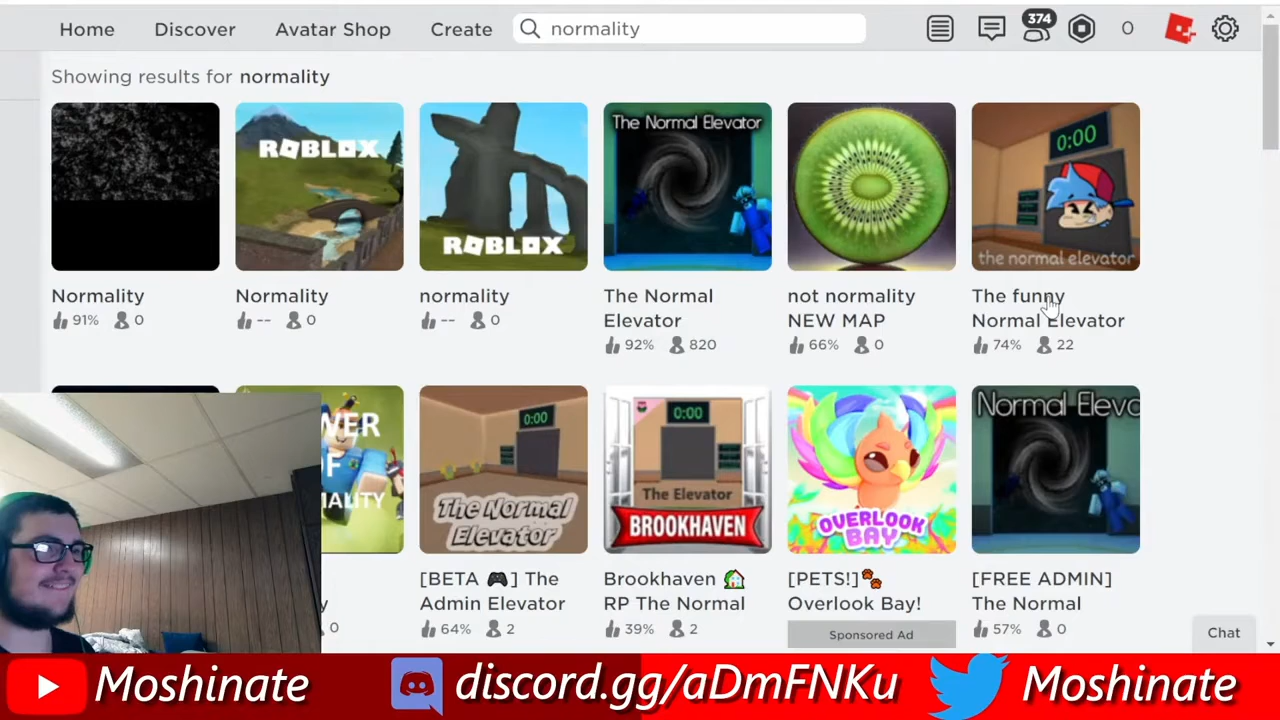 Home Discover Avatar Shop Create normality 374 0
Showing results for normality
ROBLOX
ROBLOX
The Normal Elevator
0:00
the normal elevator
Normality
91% 0
Normality
-- 0
normality
-- 0
The Normal
Elevator
92% 820
not normality
NEW MAP
66% 0
The funny
Normal Elevator
74% 22
OF
0:00
The Normal
Elevator
0:00
The Elevator
BROOKHAVEN
OVERLOOK
BAY
Normal Eleva
0
[BETA 🎮] The
Admin Elevator
64% 2
Brookhaven 🏡
RP The Normal
39% 2
[PETS!]🐾
Overlook Bay!
Sponsored Ad
[FREE ADMIN]
The Normal
57% 0
Chat
Moshinate discord.gg/aDmFNKu Moshinate